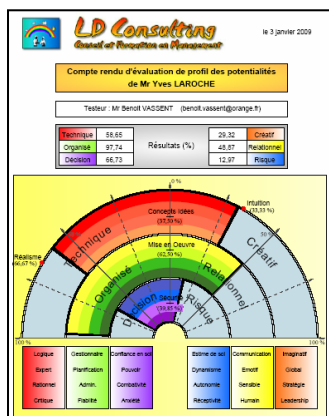 LD Consulting
Conseil et Formation en Management
le 3 janvier 2009
Compte rendu d'évaluation de profil des potentialités
de Mr Yves LAROCHE
Testeur : Mr Benoit VASSENT (benoit.vassent@orange.fr)
Technique 58,65 Résultats (%) 29,32 Créatif
Organisé 97,74 48,87 Relationnel
Décision 66,73 12,97 Risque
0 %
Intuition
(33,33 %)
Concepts Idées
(37,50 %)
Réalisme
(66,67 %)
Mise en Oeuvre
(62,50 %)
Technique
Créatif
Organisé
Relationnel
Décision
Risque
Sécurité
100 %
100 %
Logique Gestionnaire Confiance en soi Estime de soi Communication Imaginatif
Expert Planification Pouvoir Dynamisme Emotif Global
Rationnel Admin. Combativité Autonomie Sensible Stratégie
Critique Fiabilité Anxiété Réceptivité Humain Leadership